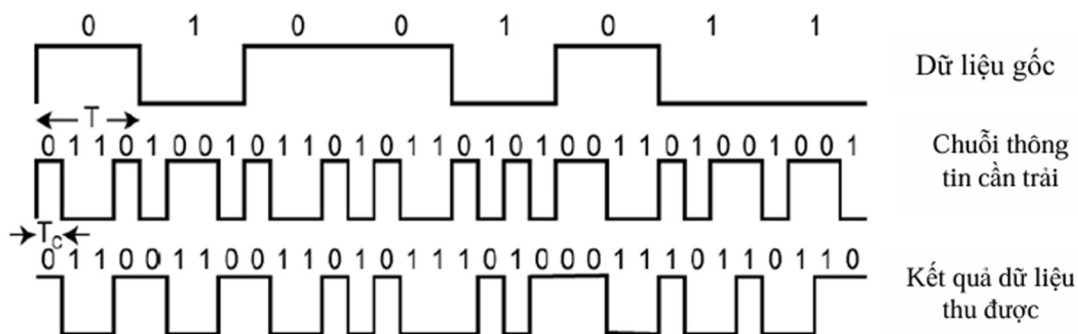 0 1 0 0 1 0 1 1
Dữ liệu gốc
T
0 1 1 0 1 0 0 1 0 1 1 0 1 0 1 1 0 1 0 1 0 0 1 1 0 1 0 0 1 0 0 1
Chuỗi thông
tin cần trải
Tc
0 1 1 0 0 1 1 0 0 1 1 0 1 0 1 1 1 0 1 0 0 0 1 1 1 0 1 1 0 1 1 0
Kết quả dữ liệu
thu được